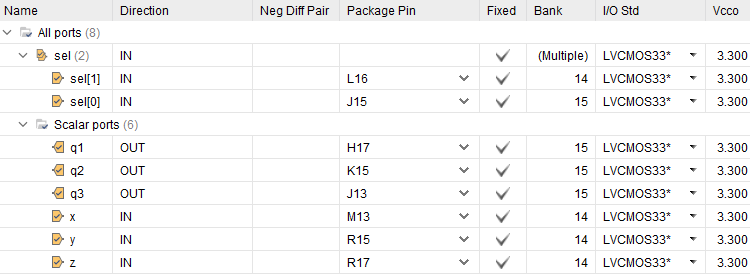 Name Direction Neg Diff Pair Package Pin Fixed Bank I/O Std Vcco
All ports (8)
sel (2) IN (Multiple) LVCMOS33* 3.300
sel[1] IN L16 14 LVCMOS33* 3.300
sel[0] IN J15 15 LVCMOS33* 3.300
Scalar ports (6)
q1 OUT H17 15 LVCMOS33* 3.300
q2 OUT K15 15 LVCMOS33* 3.300
q3 OUT J13 15 LVCMOS33* 3.300
x IN M13 14 LVCMOS33* 3.300
y IN R15 14 LVCMOS33* 3.300
z IN R17 14 LVCMOS33* 3.300